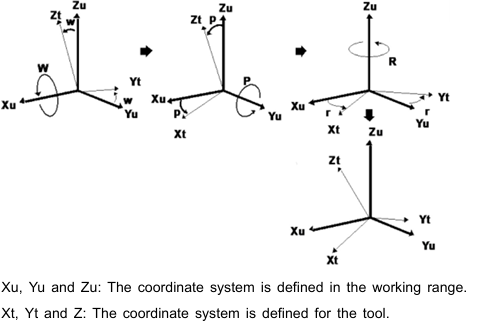 Zu
Zt
w
W
Yt
Xu
w
Yu
Zu
Zt
p
P
Xu
p
Xt
Yu
Zu
R
Xu
r
Xt
Yt
r
Yu
Zu
Zt
Xu
Yt
Yu
Xt
Xu, Yu and Zu: The coordinate system is defined in the working range.
Xt, Yt and Z: The coordinate system is defined for the tool.